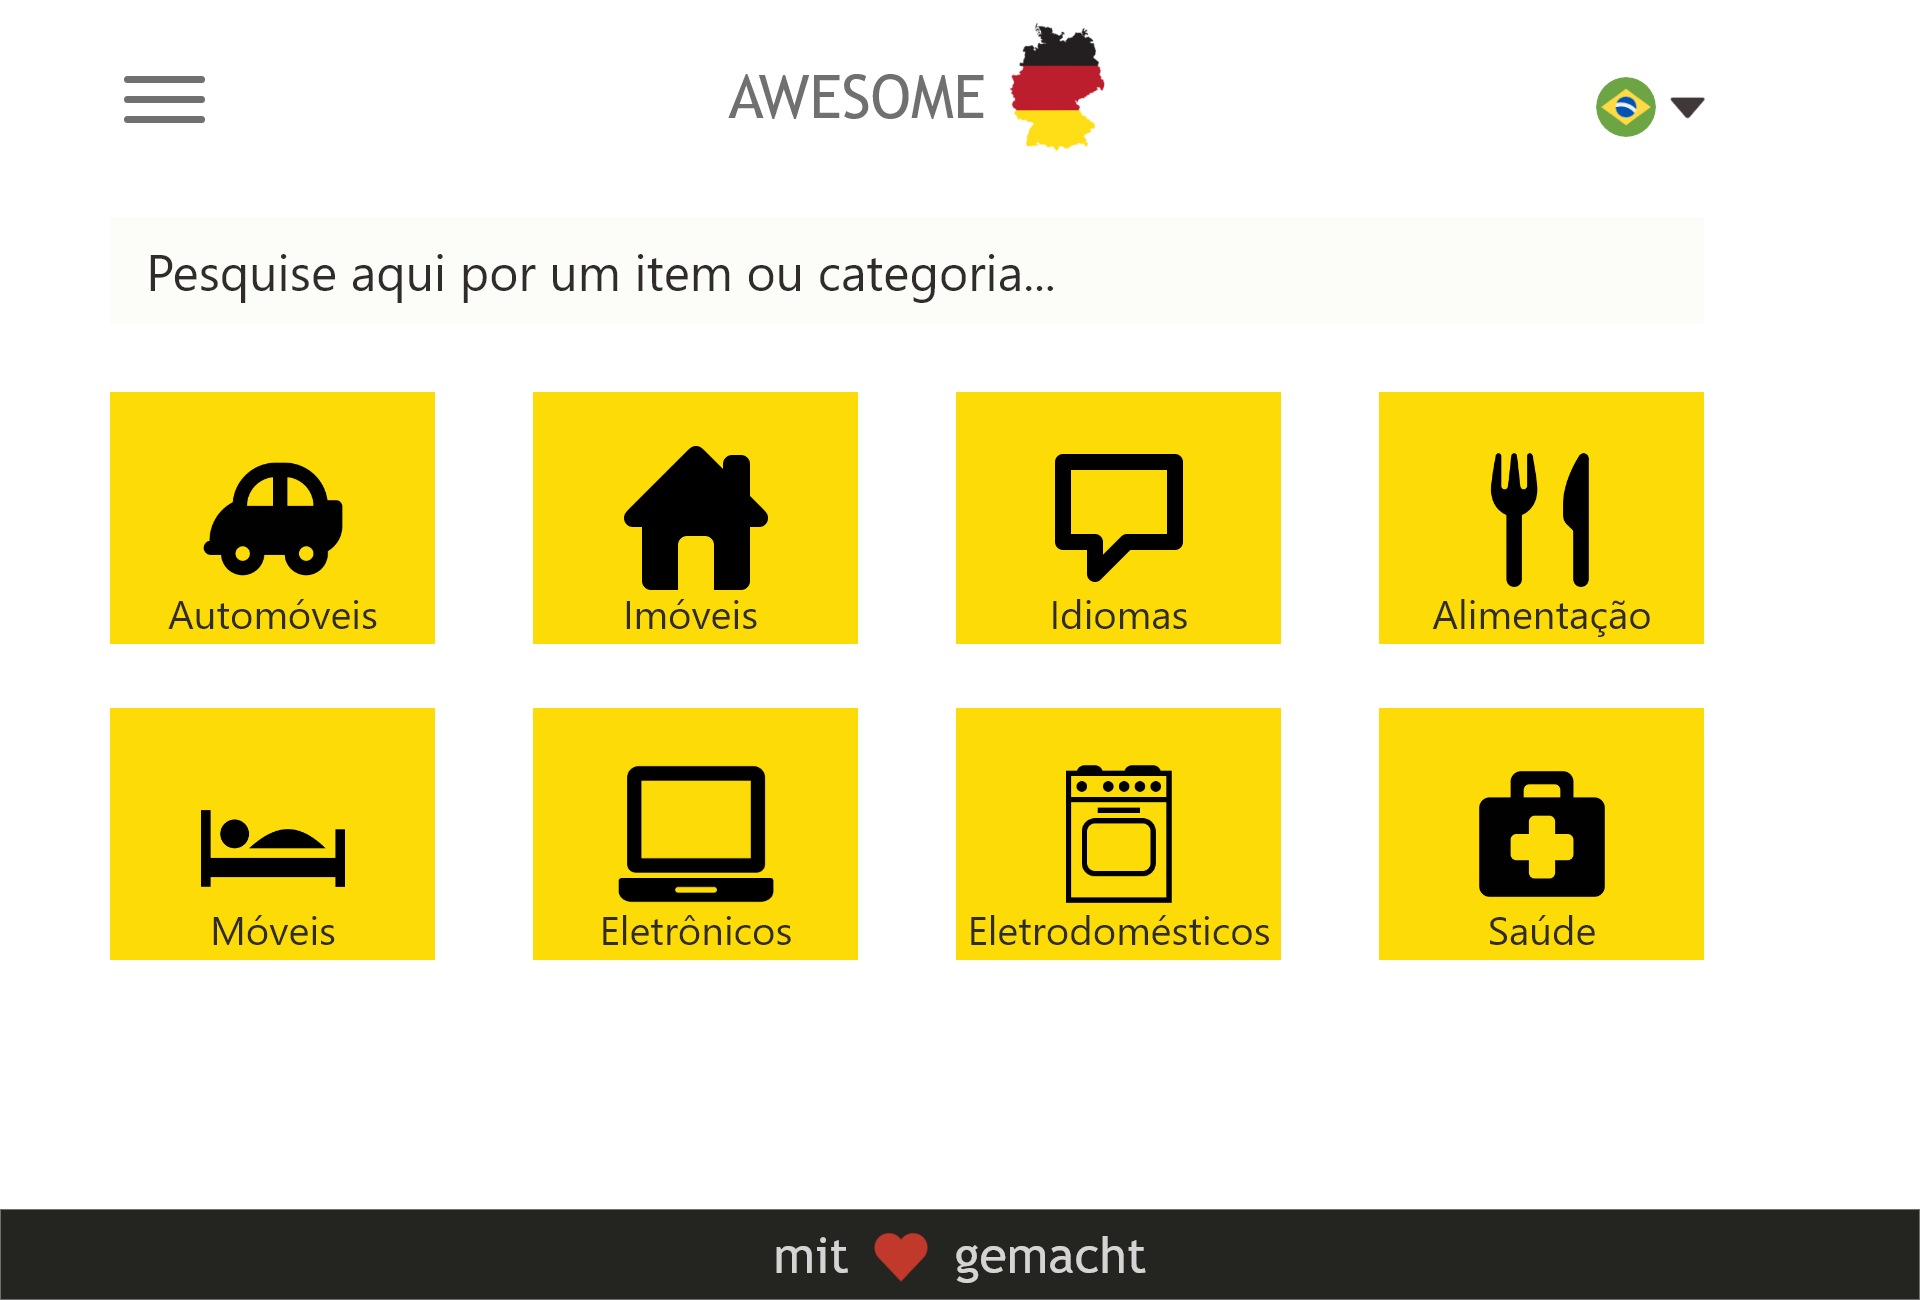 AWESOME
Pesquise aqui por um item ou categoria...
Automóveis
Imóveis
Idiomas
Alimentação
Móveis
Eletrônicos
Eletrodomésticos
Saúde
mit gemacht